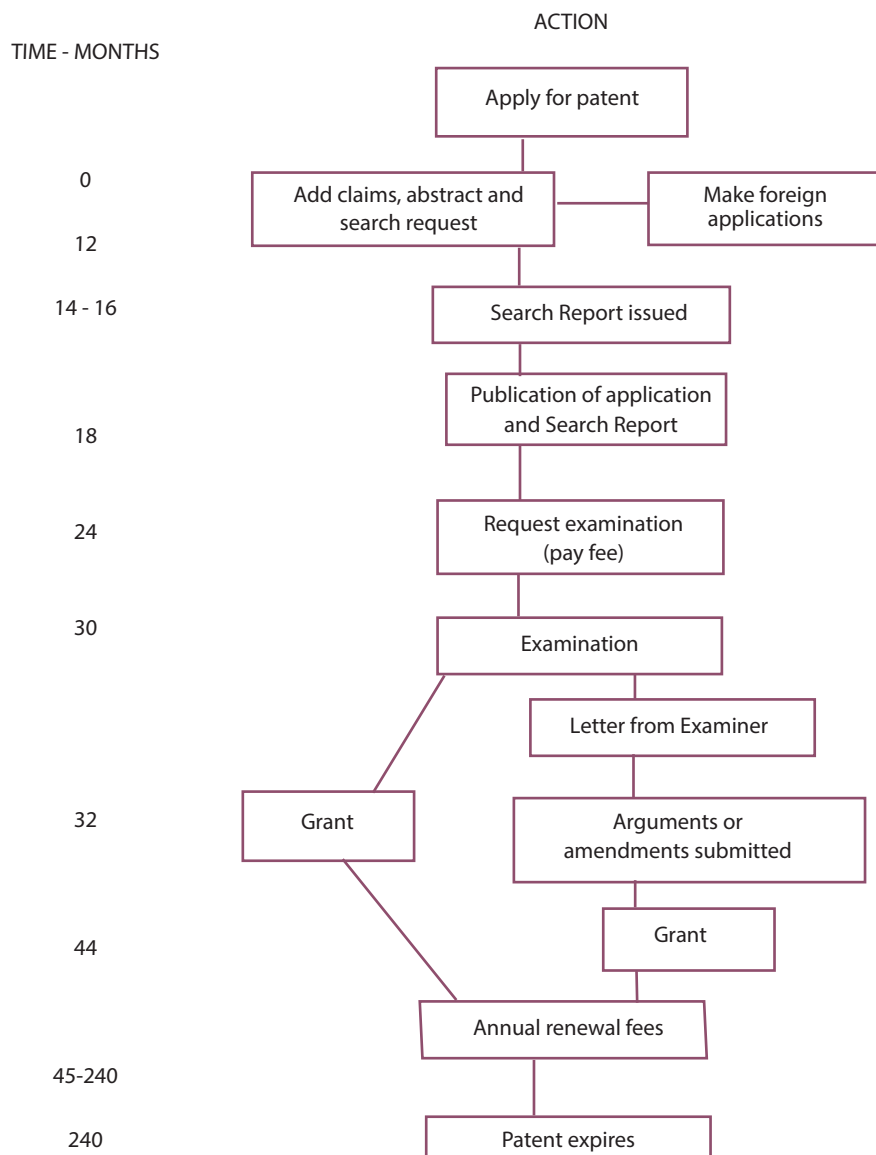 ACTION
TIME - MONTHS
Apply for patent
0
Add claims, abstract and
search request
Make foreign
applications
12
14 - 16
Search Report issued
Publication of application
and Search Report
18
24
Request examination
(pay fee)
30
Examination
Letter from Examiner
32
Grant
Arguments or
amendments submitted
Grant
44
Annual renewal fees
45-240
240
Patent expires